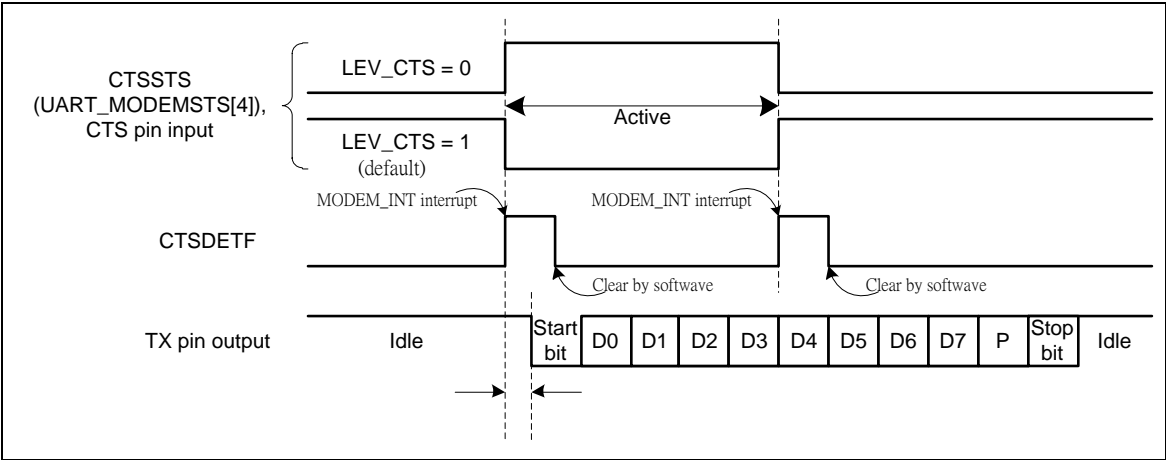 CTSSTS
(UART_MODEMSTS[4]),
CTS pin input
LEV_CTS = 0
Active
LEV_CTS = 1
(default)
MODEM_INT interrupt
MODEM_INT interrupt
CTSDETF
Clear by softwave
Clear by softwave
TX pin output
Idle
Start
bit
D0
D1
D2
D3
D4
D5
D6
D7
P
Stop
bit
Idle